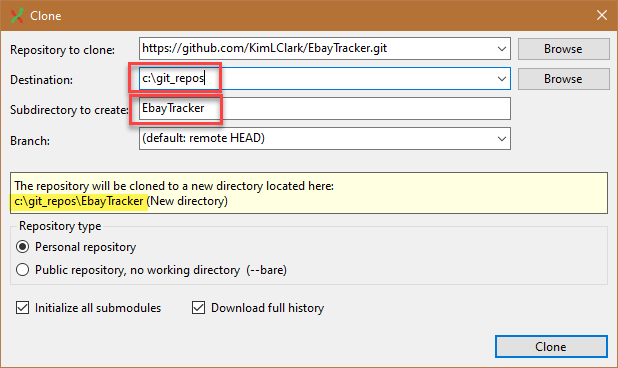 Clone
Repository to clone: https://github.com/KimLClark/EbayTracker.git Browse
Destination: c:\git_repos Browse
Subdirectory to create: EbayTracker
Branch: (default: remote HEAD)
The repository will be cloned to a new directory located here:
c:\git_repos\EbayTracker (New directory)
Repository type
Personal repository
Public repository, no working directory (--bare)
Initialize all submodules Download full history
Clone